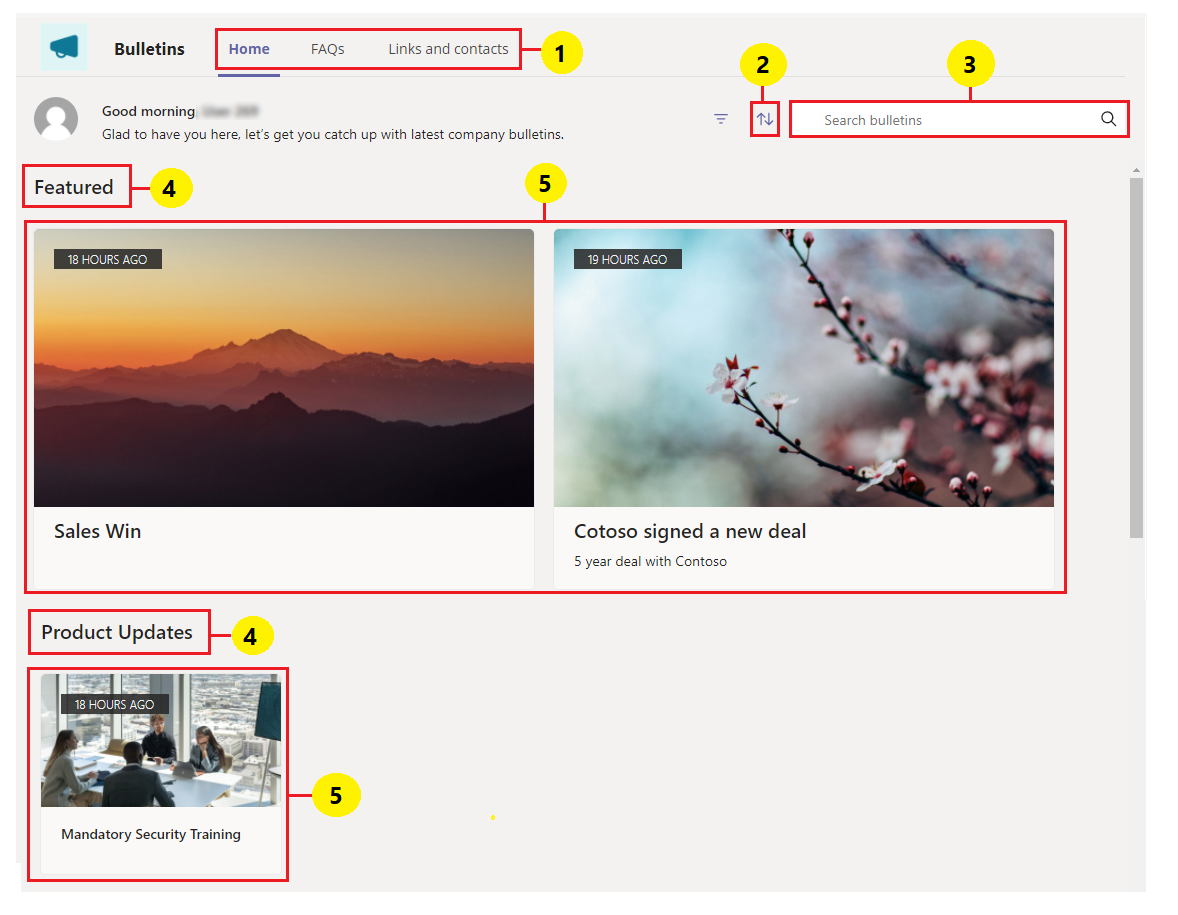 Bulletins
Home
FAQs
Links and contacts
1
2
3
Good morning,
Glad to have you here, let's get you catch up with latest company bulletins.
Search bulletins
Featured
4
5
18 HOURS AGO
19 HOURS AGO
Sales Win
Cotoso signed a new deal
5 year deal with Contoso
Product Updates
4
18 HOURS AGO
5
Mandatory Security Training